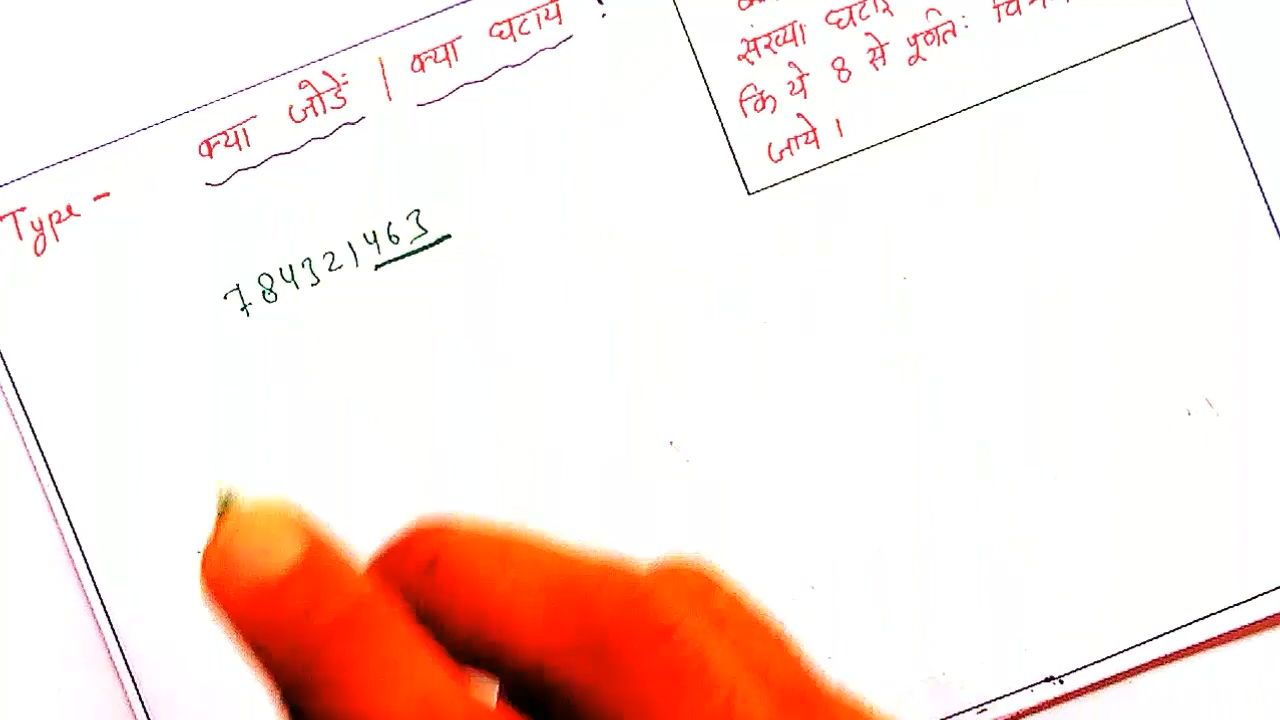 क्या जोडें / क्या घटायें
Type -
784321463
संख्या घटाई
कि ये 8 से पूर्णतः
जाये।